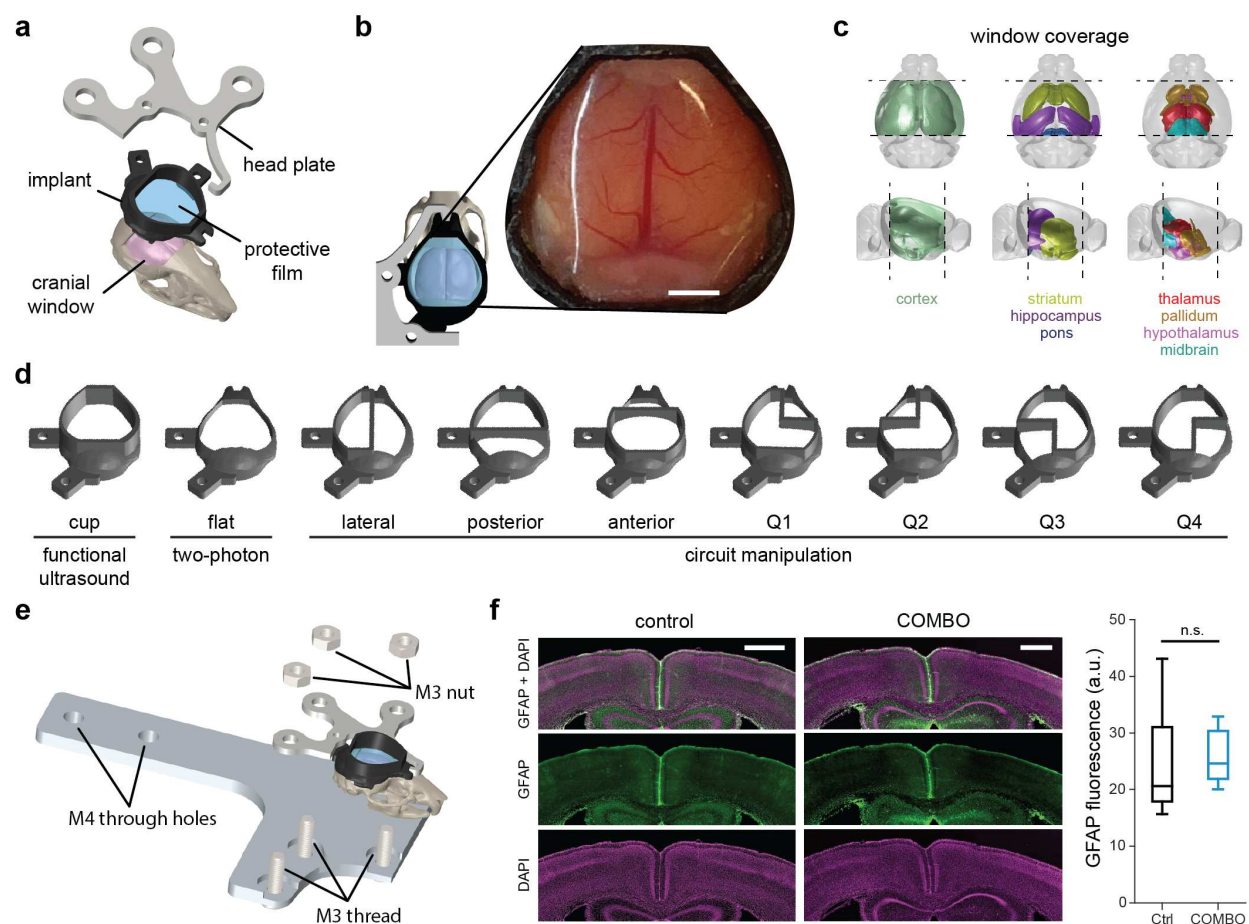 a
head plate
implant
protective
film
cranial
window
b
c
window coverage
cortex
striatum
hippocampus
pons
thalamus
pallidum
hypothalamus
midbrain
d
cup
flat
lateral
posterior
anterior
Q1
Q2
Q3
Q4
functional
ultrasound
two-photon
circuit manipulation
e
M3 nut
M4 through holes
M3 thread
f
control
COMBO
GFAP + DAPI
GFAP
DAPI
GFAP fluorescence (a.u.)
50
40
30
20
10
0
n.s.
Ctrl
COMBO